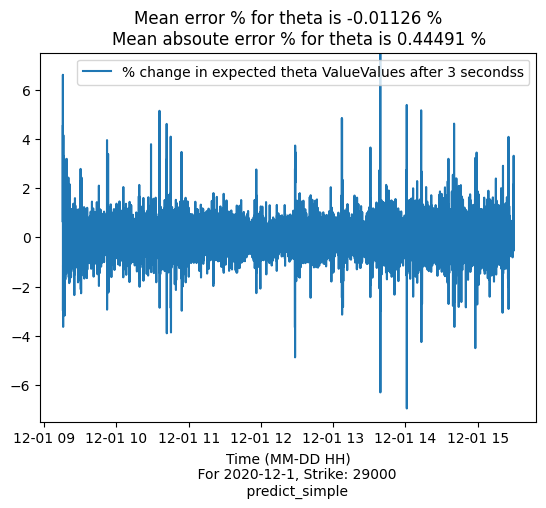 Mean error % for theta is -0.01126 %
Mean absoute error % for theta is 0.44491 %
% change in expected theta ValueValues after 3 secondss
6
4
2
0
−2
−4
−6
12-01 09 12-01 10 12-01 11 12-01 12 12-01 13 12-01 14 12-01 15
Time (MM-DD HH)
For 2020-12-1, Strike: 29000
predict_simple